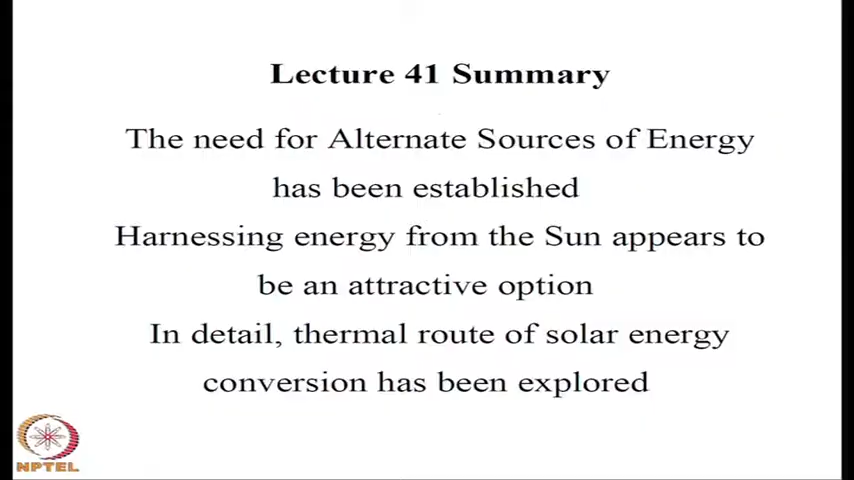 Lecture 41 Summary
The need for Alternate Sources of Energy
has been established
Harnessing energy from the Sun appears to
be an attractive option
In detail, thermal route of solar energy
conversion has been explored
NPTEL